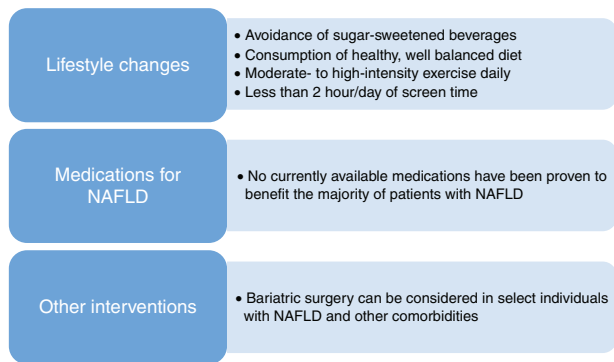 Lifestyle changes
• Avoidance of sugar-sweetened beverages
• Consumption of healthy, well balanced diet
• Moderate- to high-intensity exercise daily
• Less than 2 hour/day of screen time
Medications for
NAFLD
• No currently available medications have been proven to
benefit the majority of patients with NAFLD
Other interventions
• Bariatric surgery can be considered in select individuals
with NAFLD and other comorbidities